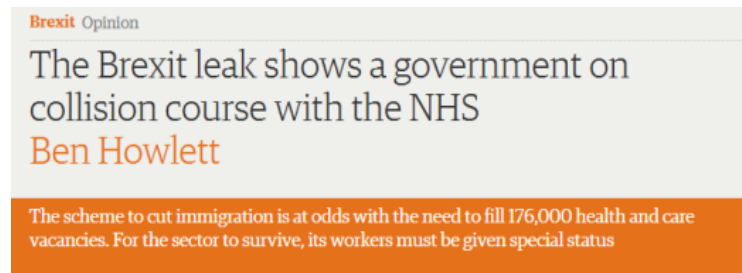 Brexit Opinion
The Brexit leak shows a government on
collision course with the NHS
Ben Howlett
The scheme to cut immigration is at odds with the need to fill 176,000 health and care
vacancies. For the sector to survive, its workers must be given special status